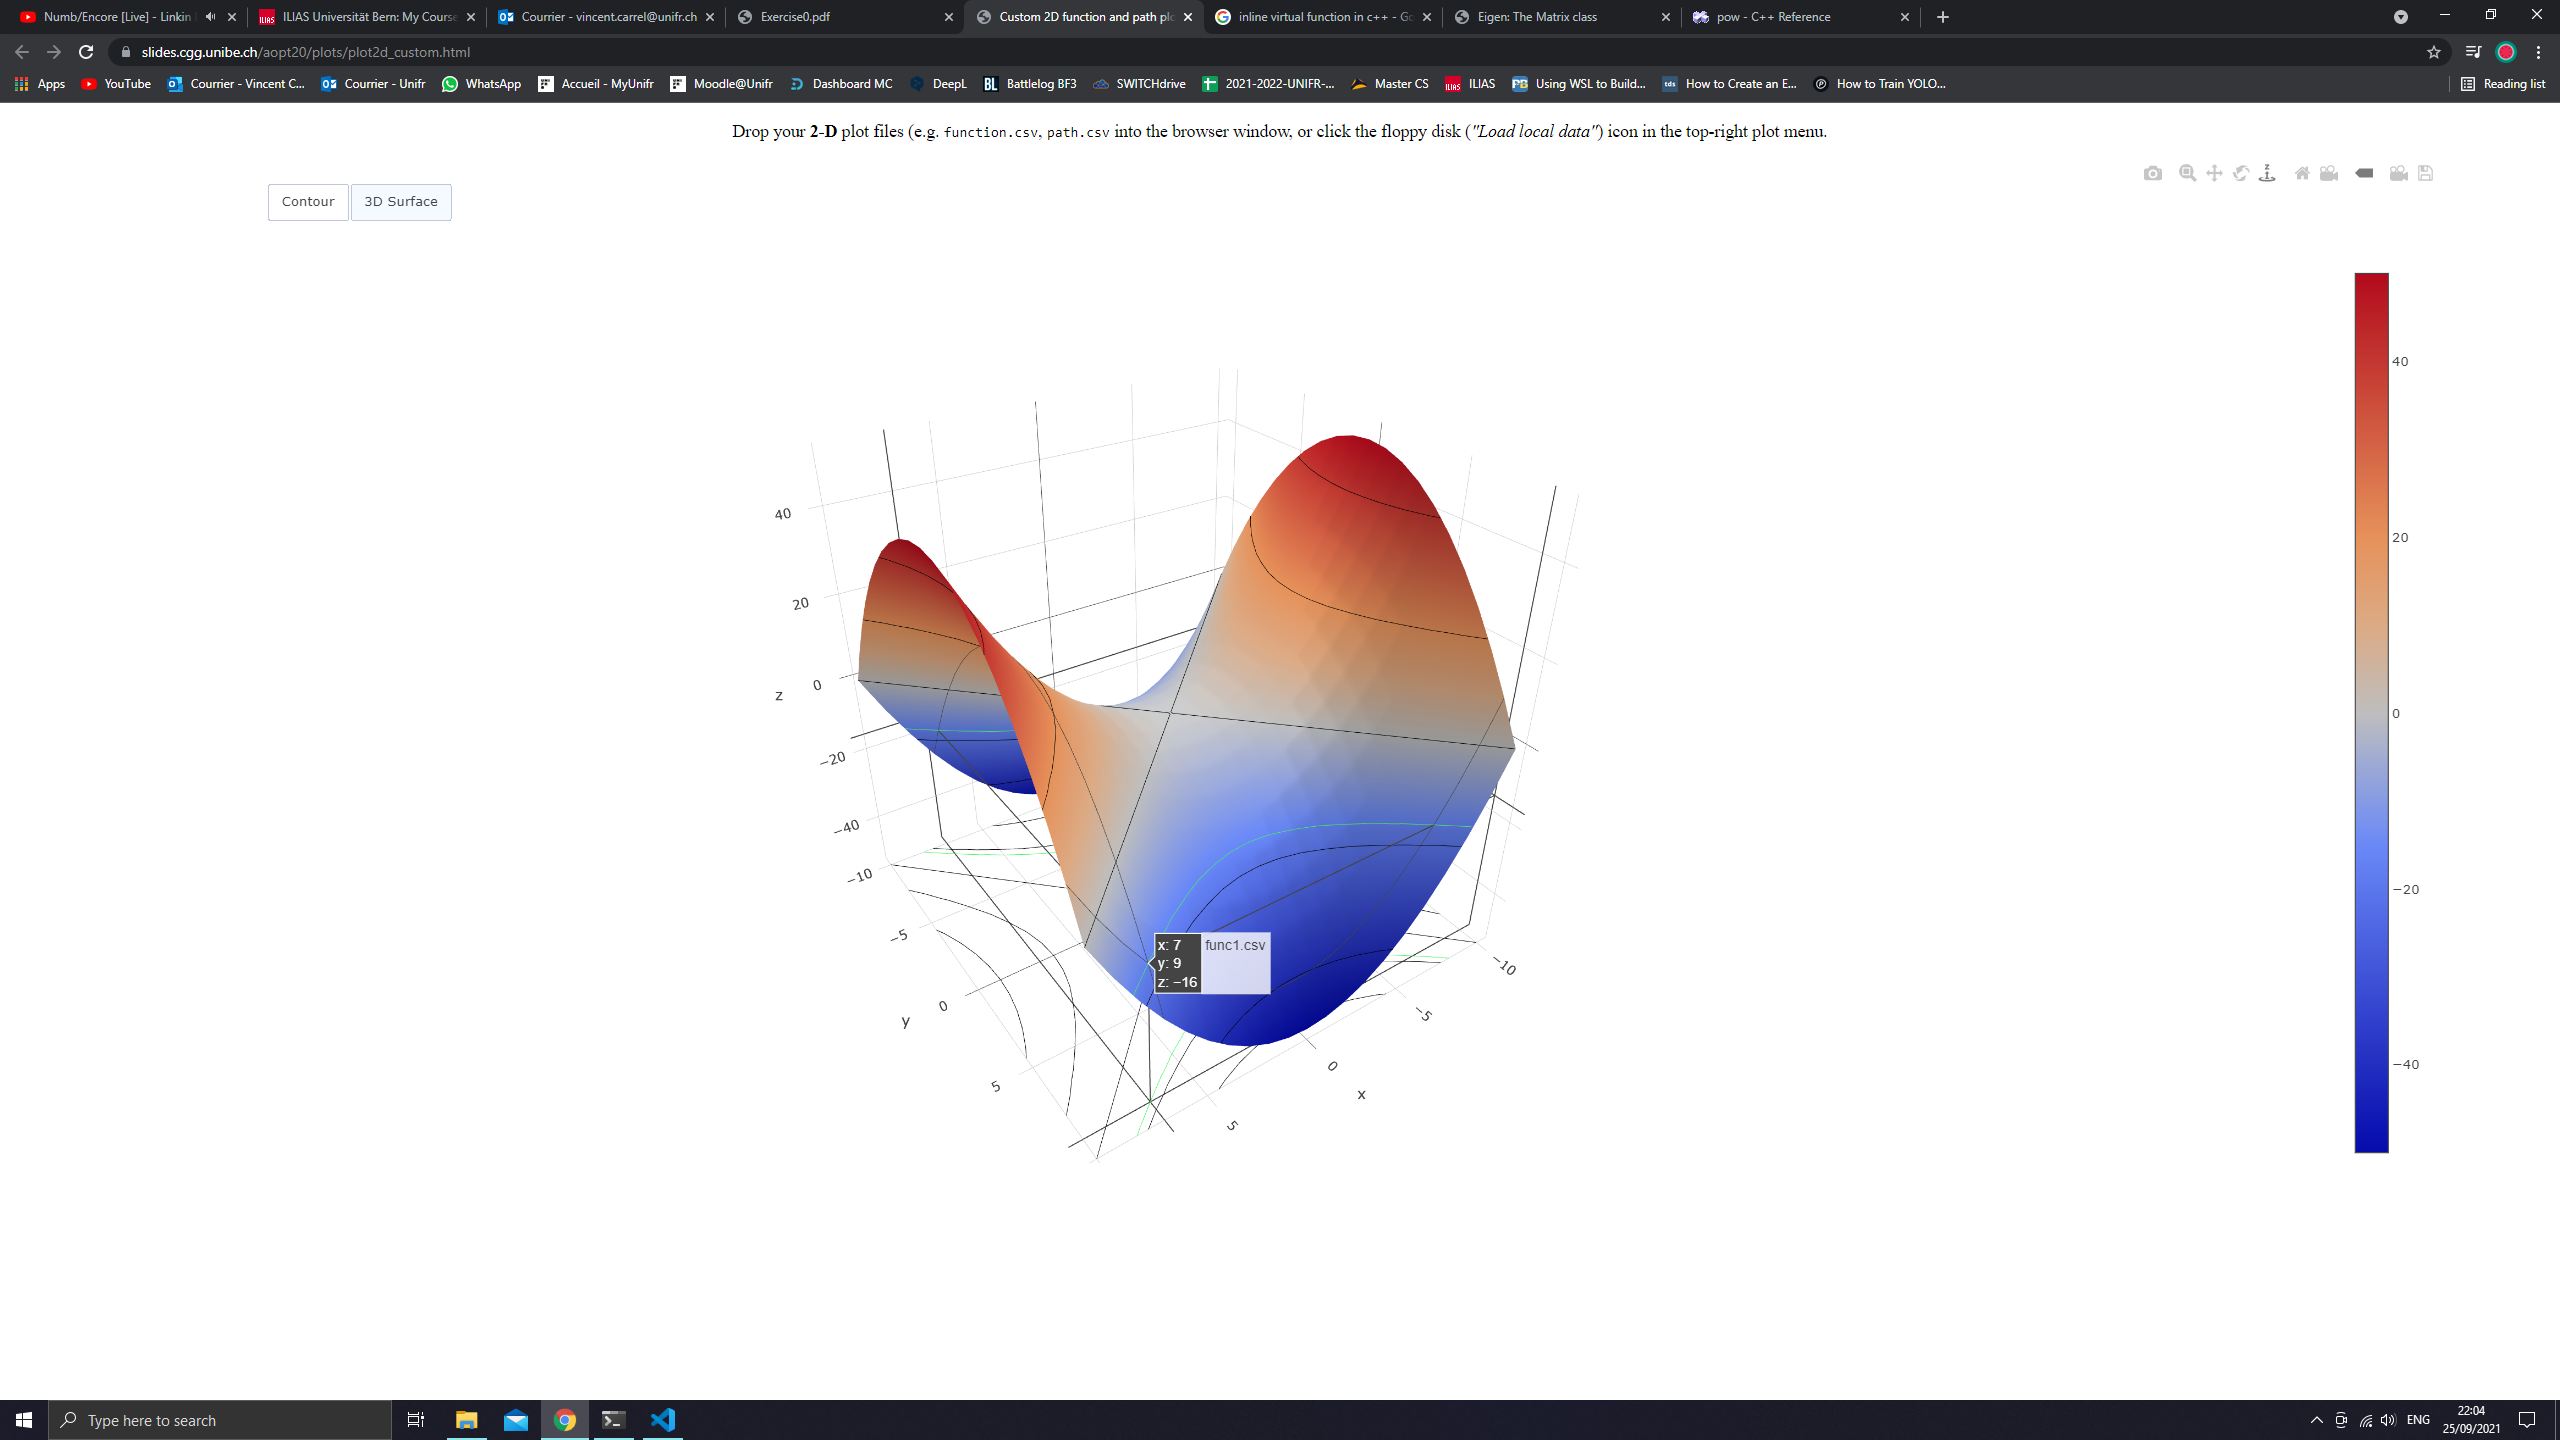 Numb/Encore [Live] - Linkin
ILIAS Universität Bern: My Course
Courrier - vincent.carrel@unifr.ch
Exercise0.pdf
Custom 2D function and path plo
inline virtual function in c++ - Go
Eigen: The Matrix class
pow - C++ Reference
slides.cgg.unibe.ch/aopt20/plots/plot2d_custom.html
Apps YouTube Courrier - Vincent C... Courrier - Unifr WhatsApp Accueil - MyUnifr Moodle@Unifr Dashboard MC DeepL BL Battlelog BF3 SWITCHdrive 2021-2022-UNIFR-... Master CS ILIAS Using WSL to Build... tds How to Create an E... How to Train YOLO... Reading list
Drop your 2-D plot files (e.g. function.csv, path.csv into the browser window, or click the floppy disk ("Load local data") icon in the top-right plot menu.
Contour 3D Surface
40
20
0
−20
−40
z
40
20
0
−20
−40
−10
−5
0
5
y
−10
−5
0
5
x
x: 7 func1.csv
y: 9
z: −16
Type here to search
ENG
22:04
25/09/2021